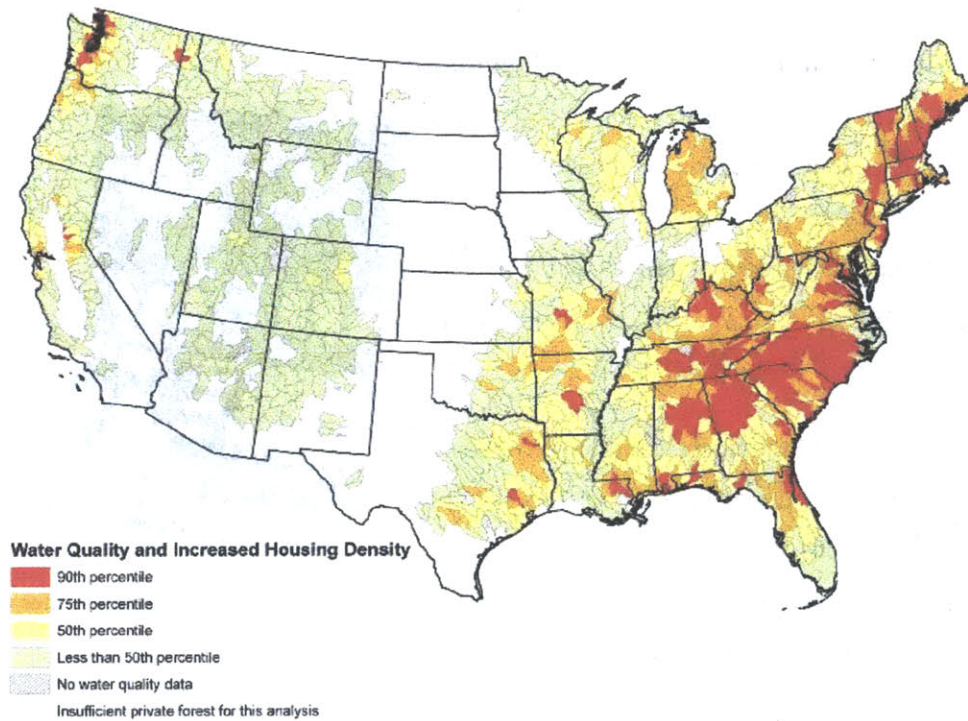 Water Quality and Increased Housing Density
90th percentile
75th percentile
50th percentile
Less than 50th percentile
No water quality data
Insufficient private forest for this analysis